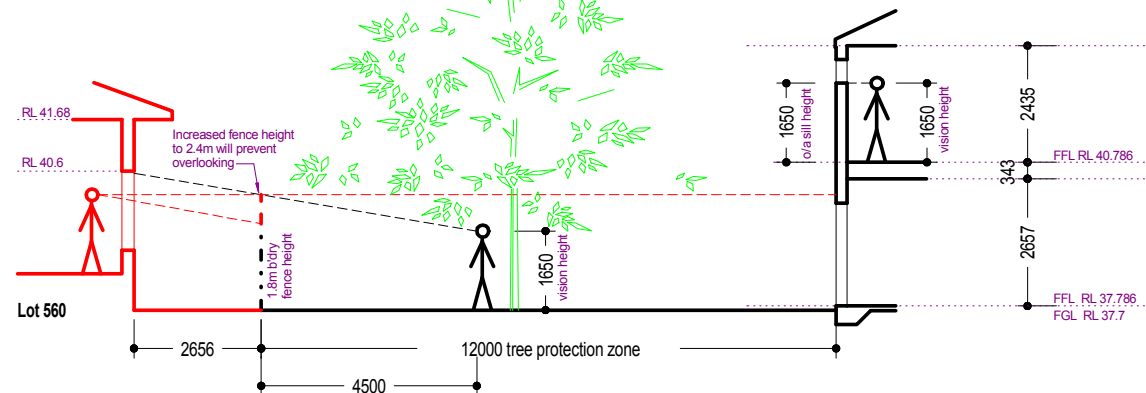 RL 41.68
RL 40.6
Increased fence height
to 2.4m will prevent
overlooking
1.8m b'dry
fence height
Lot 560
1650
vision height
1650
o/a sill height
1650
vision height
2435
343
2657
FFL RL 40.786
FFL RL 37.786
FGL RL 37.7
2656
12000 tree protection zone
4500